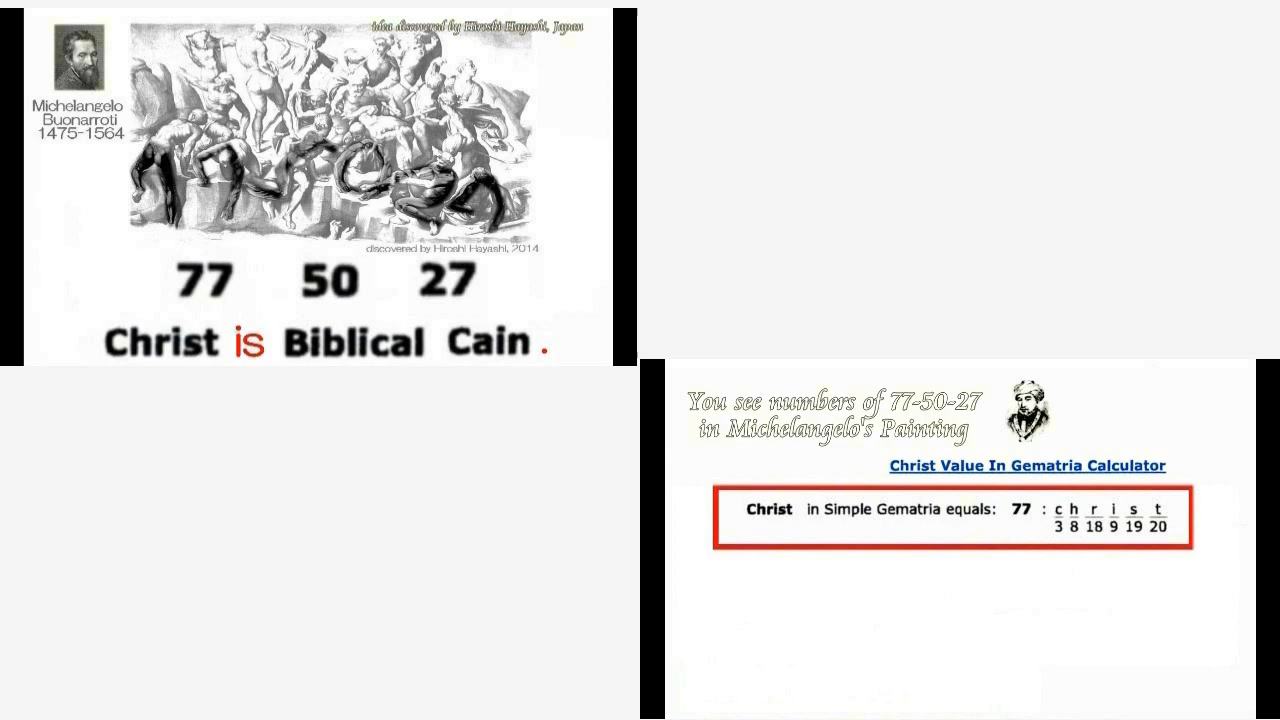 idea discovered by Hiroshi Hayashi, Japan
Michelangelo
Buonarroti
1475-1564
discovered by Hiroshi Hayashi, 2014
77 50 27
Christ is Biblical Cain .
You see numbers of 77-50-27
in Michelangelo's Painting
Christ Value In Gematria Calculator
Christ in Simple Gematria equals: 77 : c h r i s t
3 8 18 9 19 20